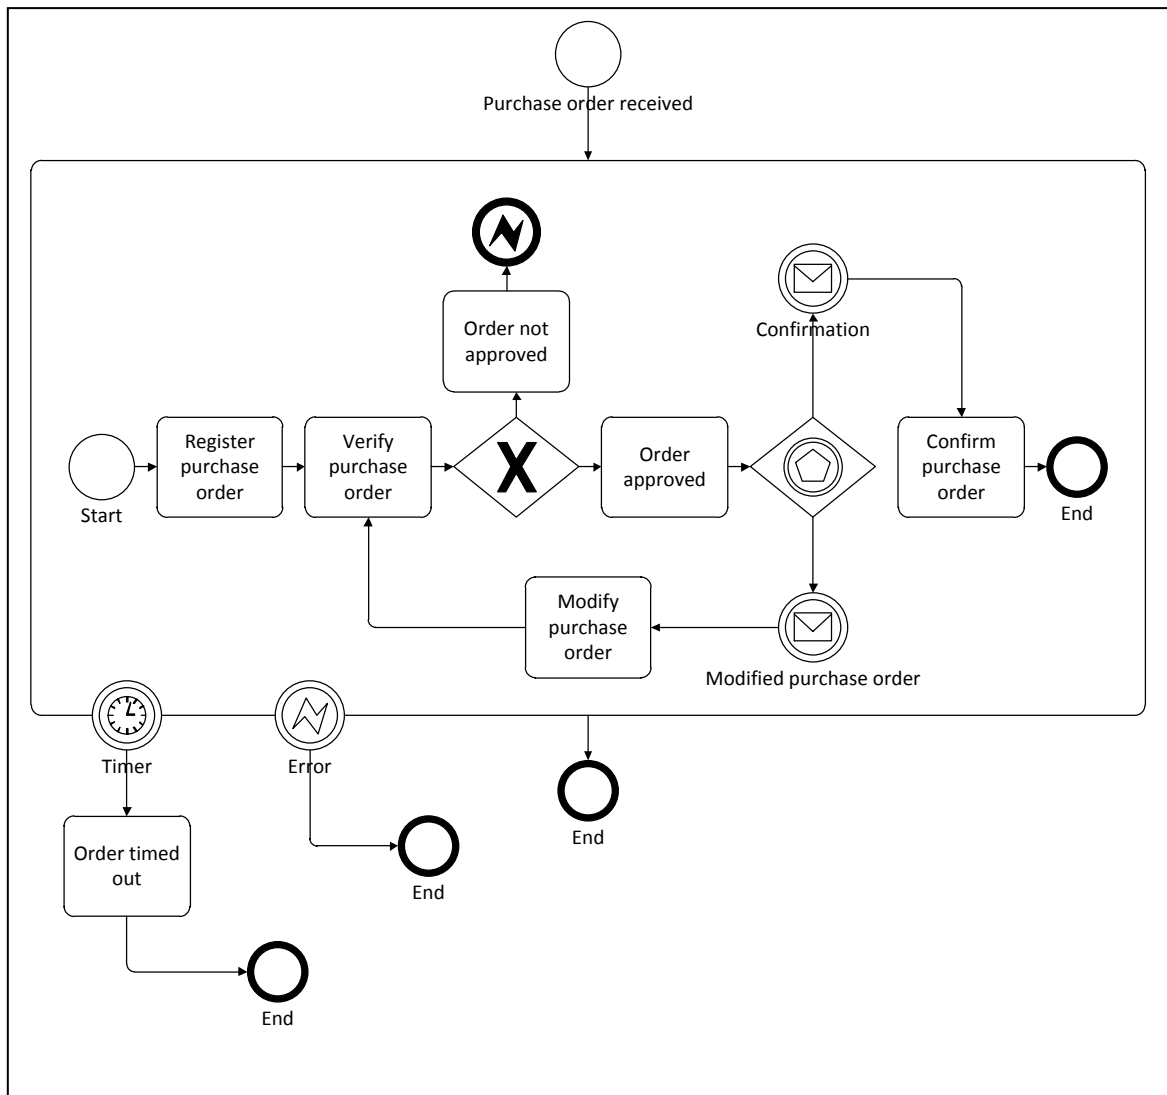 Purchase order received
Order not
approved
Confirmation
Start
Register
purchase
order
Verify
purchase
order
X
Order
approved
Confirm
purchase
order
End
Modify
purchase
order
Modified purchase order
Timer
Error
End
Order timed
out
End
End